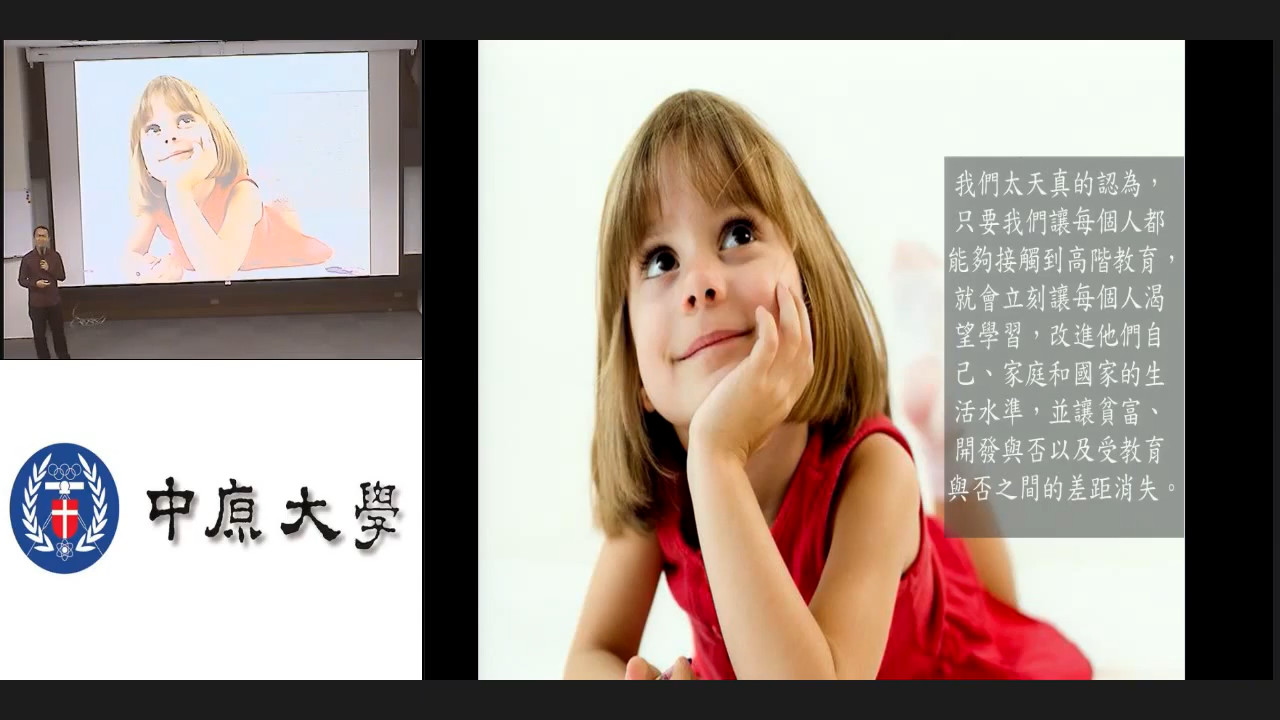 我們太天真的認為，
只要我們讓每個人都
能夠接觸到高階教育，
就會立刻讓每個人渴
望學習，改進他們自
己、家庭和國家的生
活水準，並讓貧富、
開發與否以及受教育
與否之間的差距消失。
中原大學